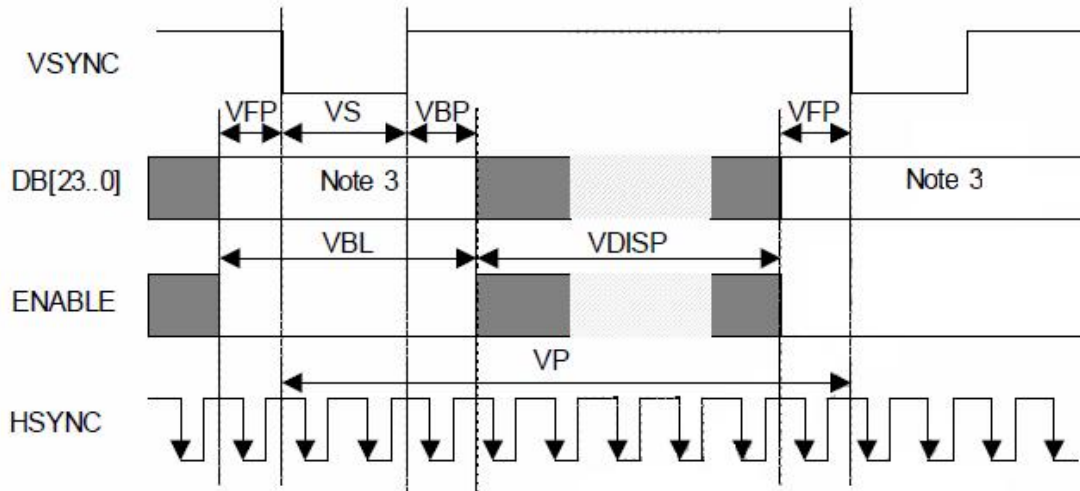 VSYNC
VFP VS VBP VFP
DB[23..0] Note 3 Note 3
VBL VDISP
ENABLE
VP
HSYNC